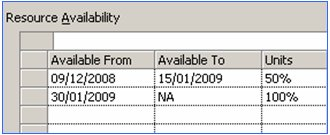 Resource Availability
Available From Available To Units
09/12/2008 15/01/2009 50%
30/01/2009 NA 100%